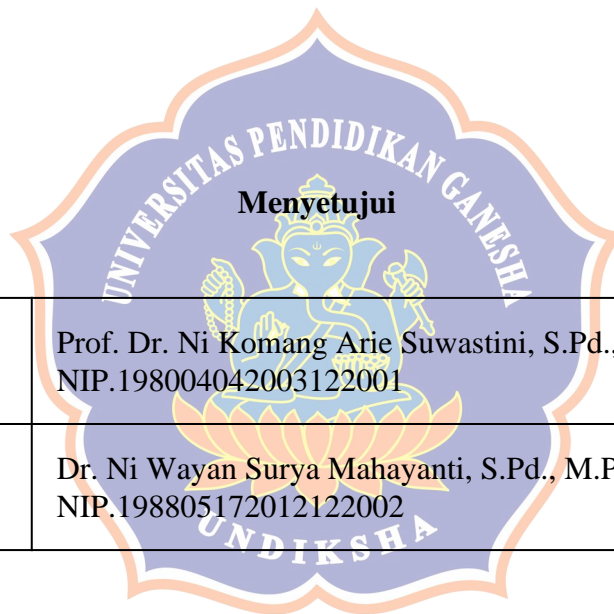 UNIVERSITAS PENDIDIKAN GANESHA
Menyetujui
Prof. Dr. Ni Komang Arie Suwastini, S.Pd.,
NIP.198004042003122001
Dr. Ni Wayan Surya Mahayanti, S.Pd., M.P
NIP.198805172012122002
UNDIKSHA